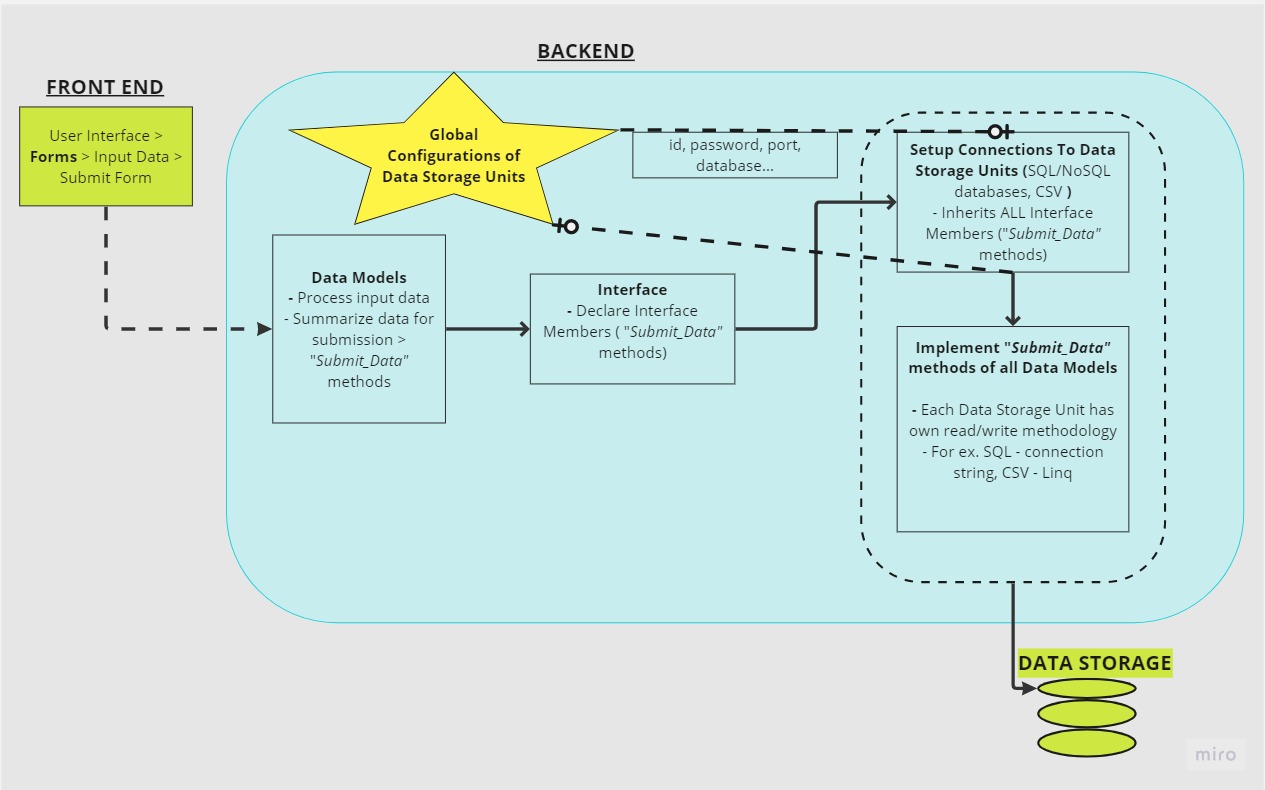 BACKEND
FRONT END
User Interface >
Forms > Input Data >
Submit Form
Global
Configurations of
Data Storage Units
id, password, port,
database...
Setup Connections To Data
Storage Units (SQL/NoSQL
databases, CSV )
- Inherits ALL Interface
Members ("Submit_Data"
methods)
Data Models
- Process input data
- Summarize data for
submission >
"Submit_Data"
methods
Interface
- Declare Interface
Members ( "Submit_Data"
methods)
Implement "Submit_Data"
methods of all Data Models
- Each Data Storage Unit has
own read/write methodology
- For ex. SQL - connection
string, CSV - Linq
DATA STORAGE
miro